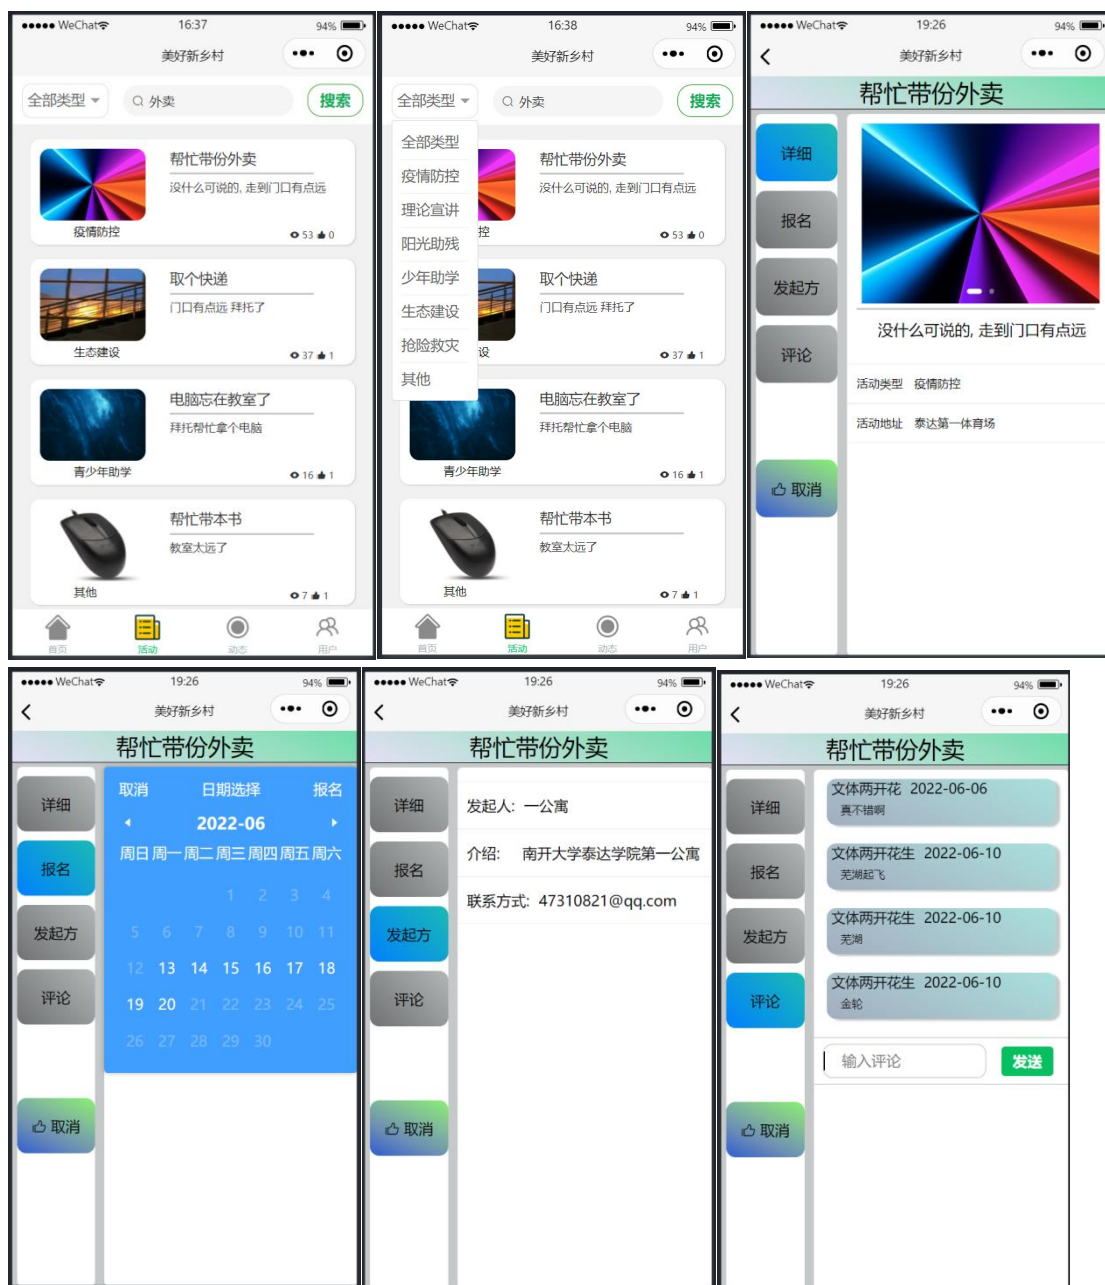 WeChat 16:37 94%
美好新乡村
全部类型 外卖 搜索
帮忙带份外卖
没什么可说的, 走到门口有点远
疫情防控 53 0
取个快递
门口有点远 拜托了
生态建设 37 1
电脑忘在教室了
拜托帮忙拿个电脑
青少年助学 16 1
帮忙带本书
教室太远了
其他 7 1
首页 活动 动态 用户
WeChat 16:38 94%
美好新乡村
全部类型 外卖 搜索
全部类型
疫情防控
理论宣讲
阳光助残
少年助学
生态建设
抢险救灾
其他
帮忙带份外卖
没什么可说的, 走到门口有点远
控 53 0
取个快递
门口有点远 拜托了
设 37 1
电脑忘在教室了
拜托帮忙拿个电脑
青少年助学 16 1
帮忙带本书
教室太远了
其他 7 1
首页 活动 动态 用户
WeChat 19:26 94%
美好新乡村
帮忙带份外卖
详细
报名
发起方
评论
取消
没什么可说的, 走到门口有点远
活动类型 疫情防控
活动地址 泰达第一体育场
WeChat 19:26 94%
美好新乡村
帮忙带份外卖
详细
报名
发起方
评论
取消
取消 日期选择 报名
2022-06
周日 周一 周二 周三 周四 周五 周六
1 2 3 4
5 6 7 8 9 10 11
12 13 14 15 16 17 18
19 20 21 22 23 24 25
26 27 28 29 30
WeChat 19:26 94%
美好新乡村
帮忙带份外卖
详细
报名
发起方
评论
取消
发起人: 一公寓
介绍: 南开大学泰达学院第一公寓
联系方式: 47310821@qq.com
WeChat 19:26 94%
美好新乡村
帮忙带份外卖
详细
报名
发起方
评论
取消
文体两开花 2022-06-06
真不错啊
文体两开花生 2022-06-10
芜湖起飞
文体两开花生 2022-06-10
芜湖
文体两开花生 2022-06-10
金轮
输入评论 发送